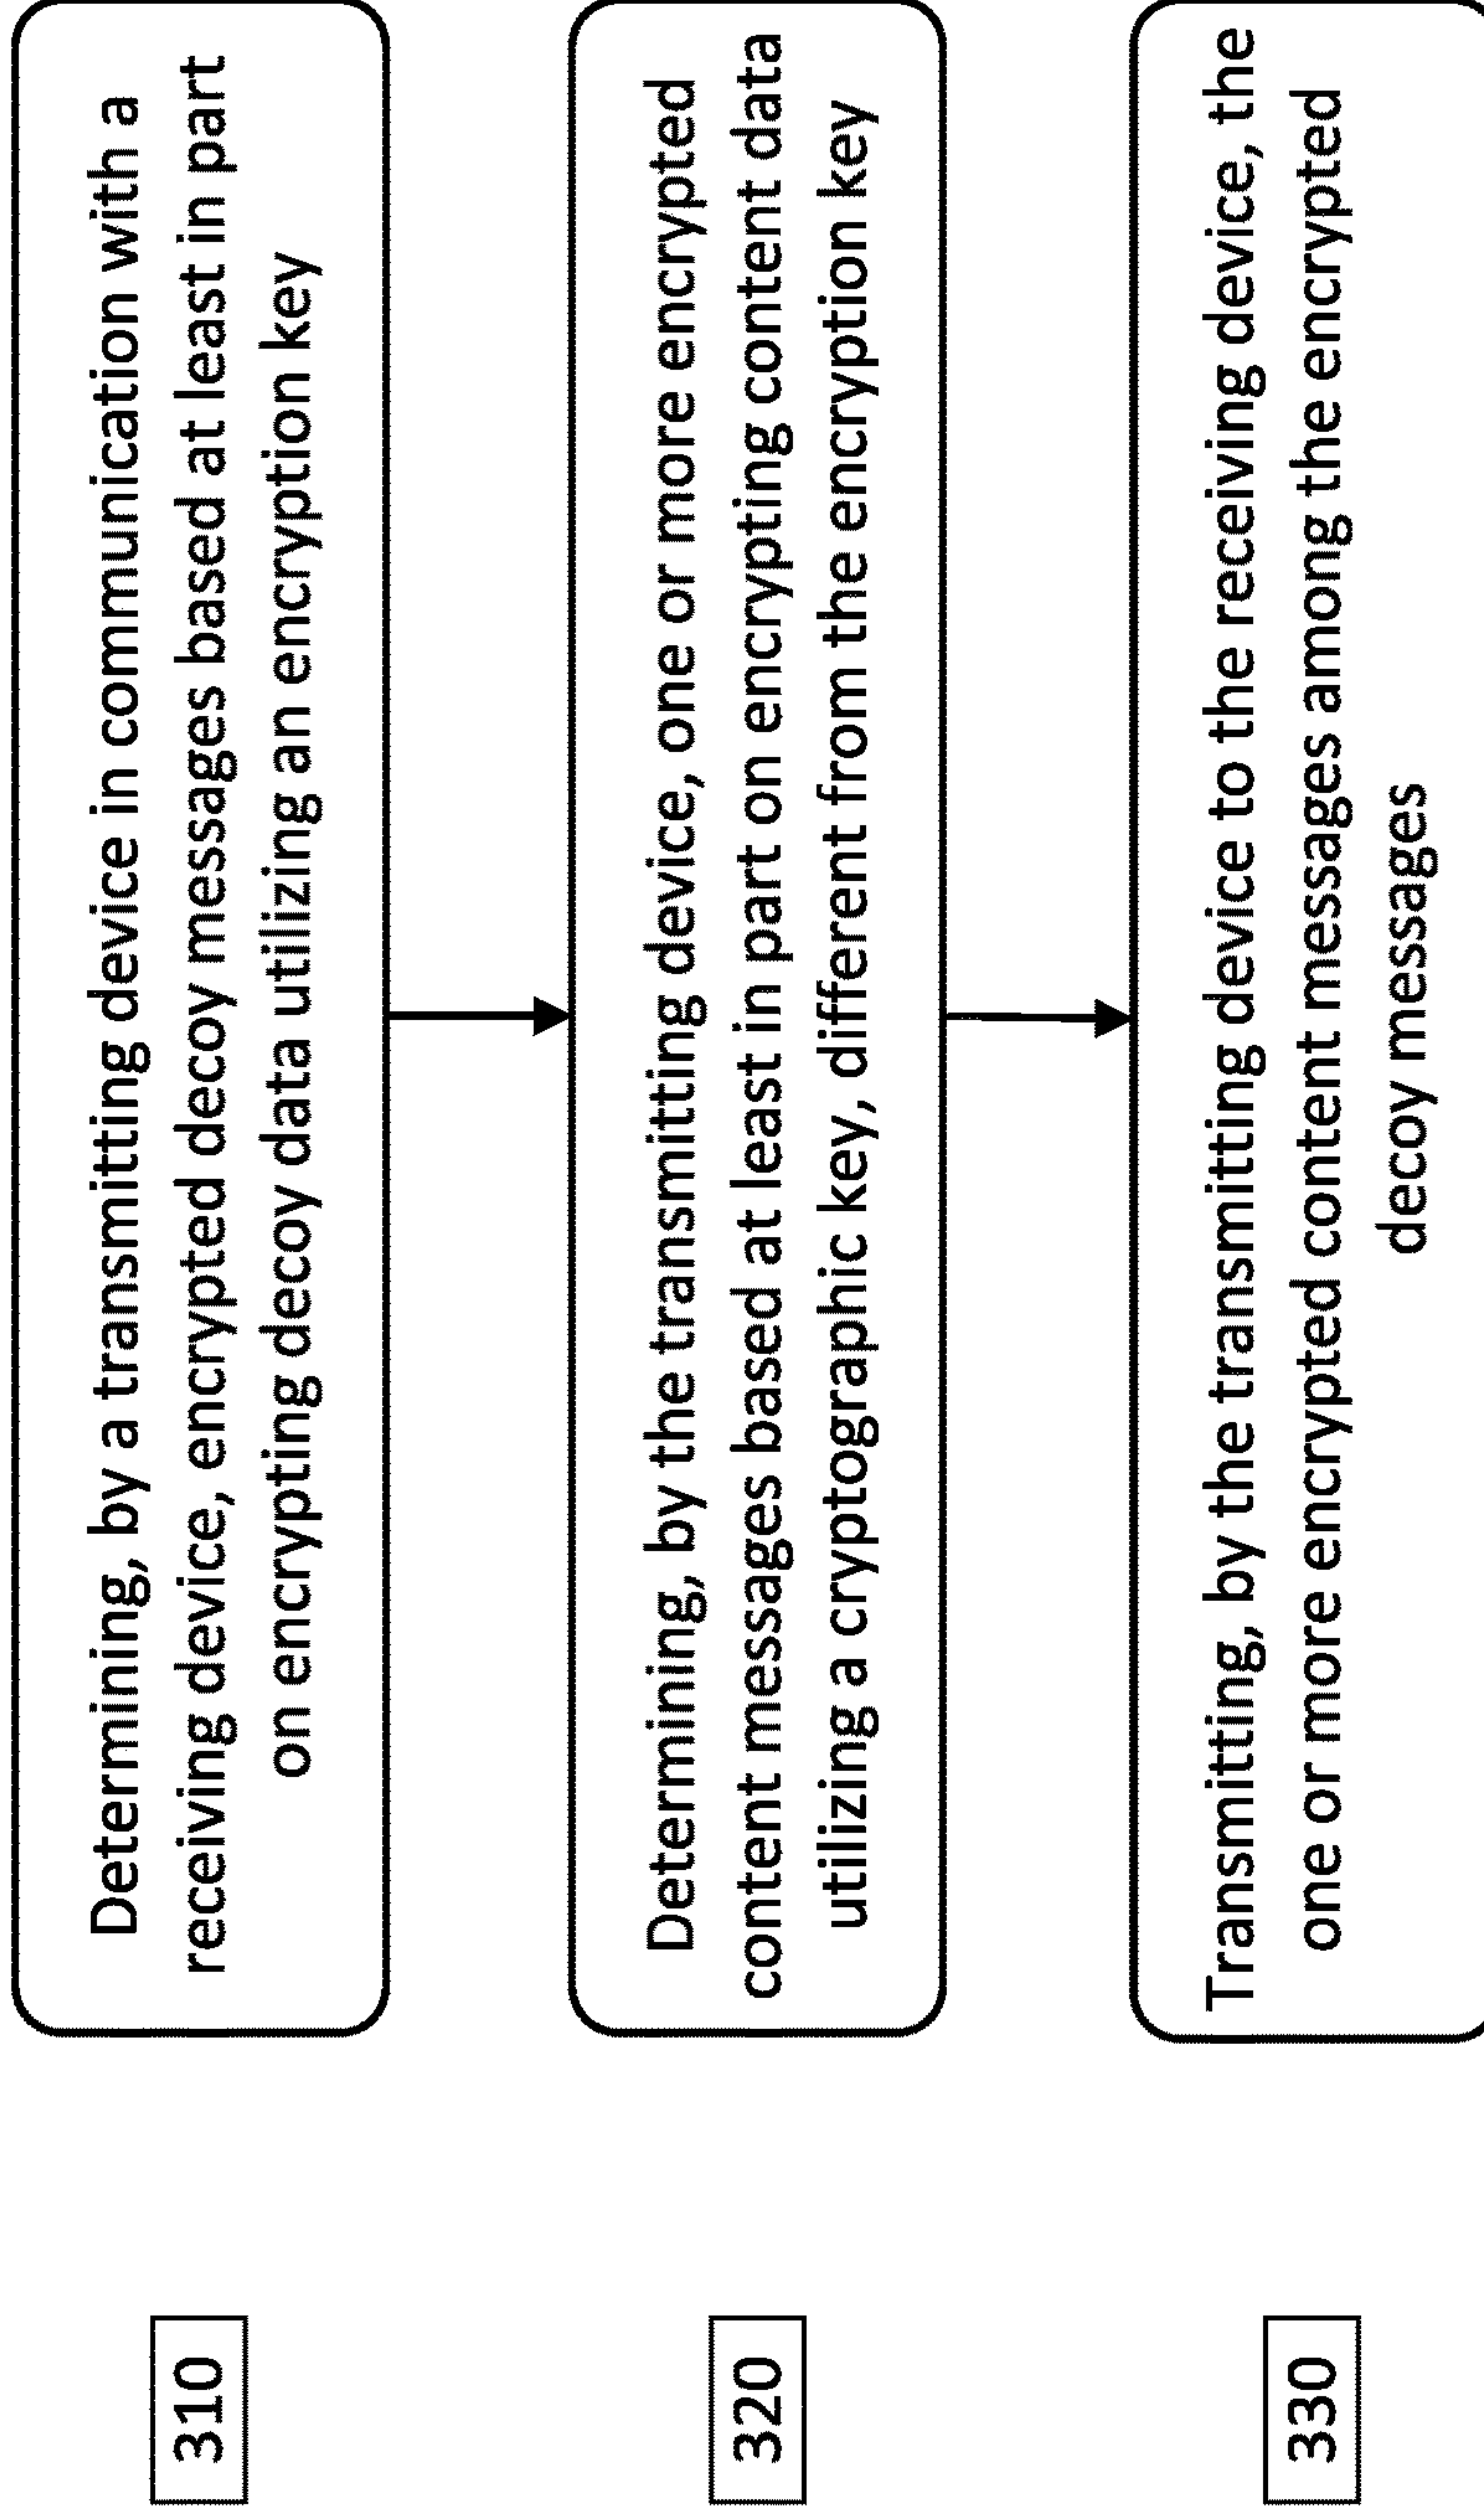 310
Determining, by a transmitting device in communication with a
receiving device, encrypted decoy messages based at least in part
on encrypting decoy data utilizing an encryption key
320
Determining, by the transmitting device, one or more encrypted
content messages based at least in part on encrypting content data
utilizing a cryptographic key, different from the encryption key
330
Transmitting, by the transmitting device to the receiving device, the
one or more encrypted content messages among the encrypted
decoy messages